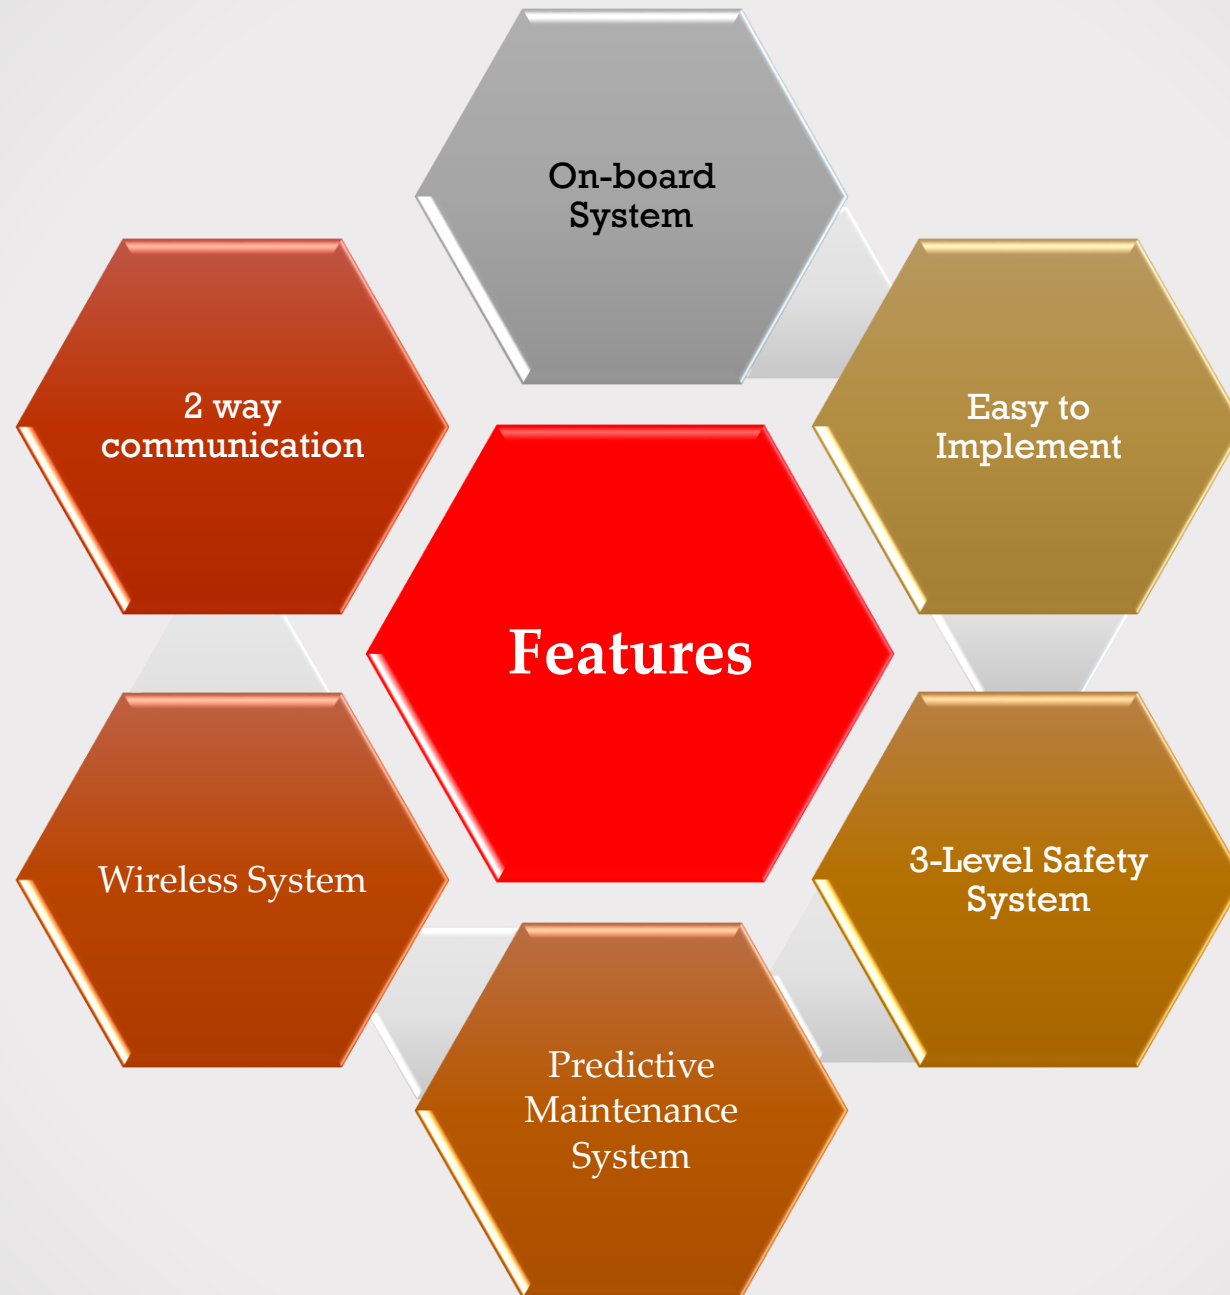 On-board
System
2 way
communication
Easy to
Implement
Features
Wireless System
3-Level Safety
System
Predictive
Maintenance
System